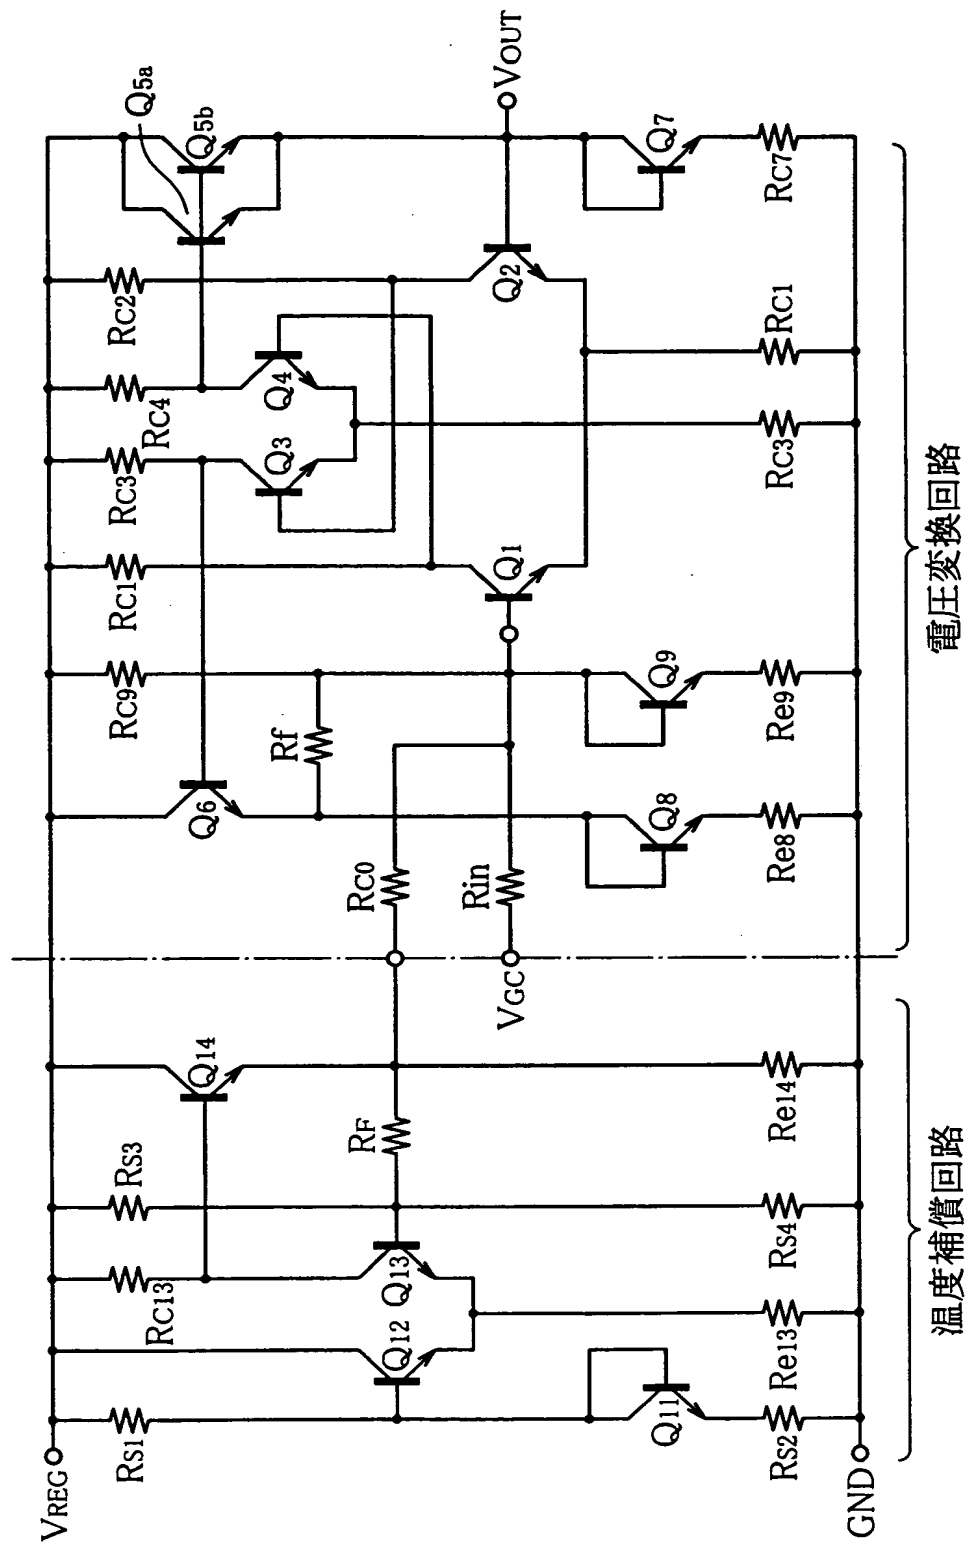 VREG
RS1
RC13
RS3
Q14
Q12
Q13
RF
Q11
RS2
Re13
RS4
Re14
GND
温度補償回路
RC0
VGC
Rin
Q6
Rf
RC9
RC1
RC3
RC4
RC2
Q5a
Q5b
Q3
Q4
Q1
Q2
VOUT
Q8
Q9
Q7
Re8
Re9
RC3
RC1
RC7
電圧変換回路